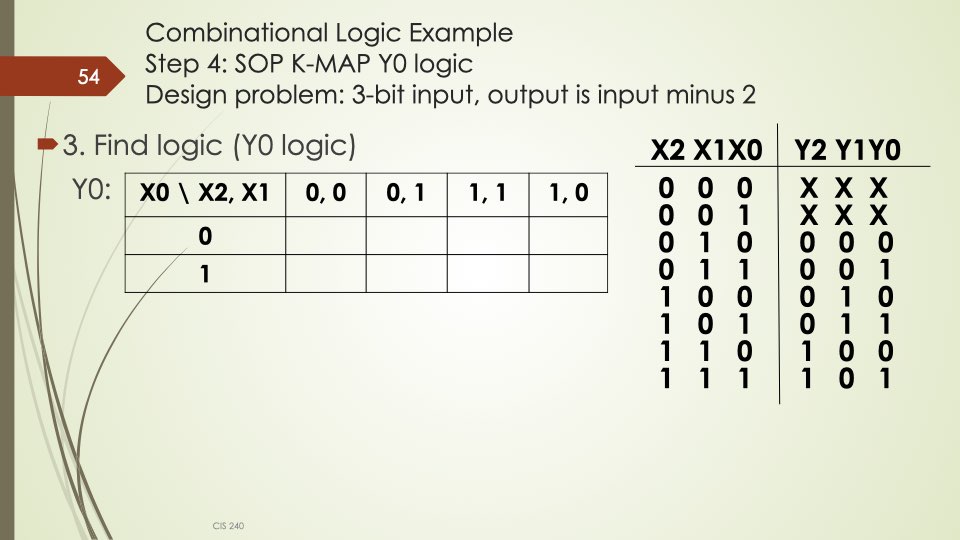 Combinational Logic Example
Step 4: SOP K-MAP Y0 logic
Design problem: 3-bit input, output is input minus 2
54
3. Find logic (Y0 logic)
Y0:
X0 \ X2, X1 0, 0 0, 1 1, 1 1, 0
0
1
X2 X1X0 Y2 Y1Y0
0 0 0 X X X
0 0 1 X X X
0 1 0 0 0 0
0 1 1 0 0 1
1 0 0 0 1 0
1 0 1 0 1 1
1 1 0 1 0 0
1 1 1 1 0 1
CIS 240